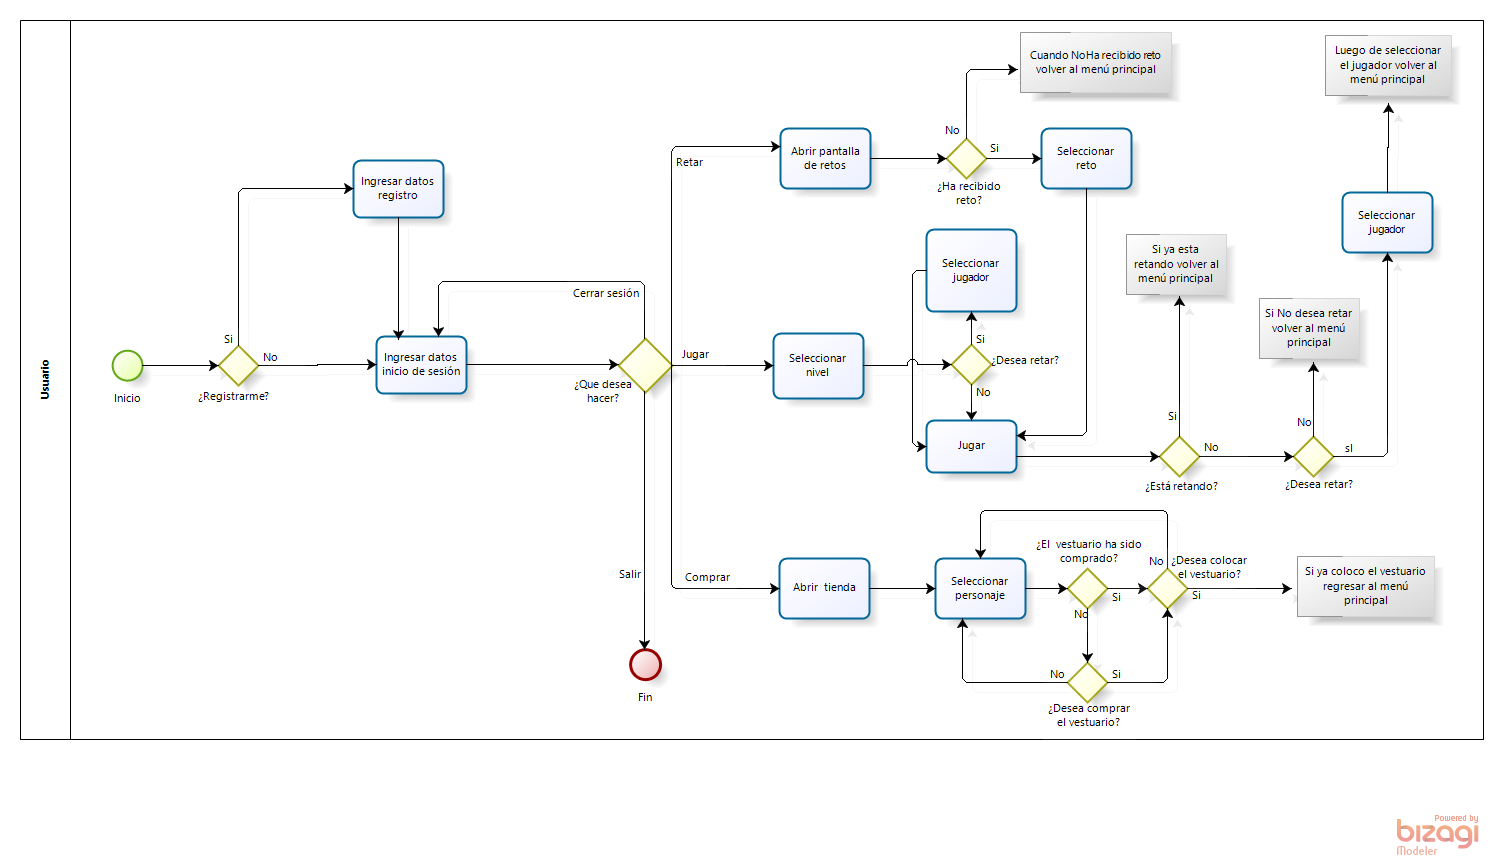 Usuario
Inicio
¿Registrarme?
Si
No
Ingresar datos
registro
Ingresar datos
inicio de sesión
Cerrar sesión
¿Que desea
hacer?
Salir
Fin
Retar
Abrir pantalla
de retos
¿Ha recibido
reto?
No
Si
Cuando NoHa recibido reto
volver al menú principal
Seleccionar
reto
Jugar
Seleccionar
nivel
¿Desea retar?
Si
No
Seleccionar
jugador
Jugar
¿Está retando?
Si
No
Si ya esta
retando volver al
menú principal
¿Desea retar?
No
sI
Si No desea retar
volver al menú
principal
Seleccionar
jugador
Luego de seleccionar
el jugador volver al
menú principal
Comprar
Abrir tienda
Seleccionar
personaje
¿El vestuario ha sido
comprado?
Si
No
¿Desea comprar
el vestuario?
No
Si
¿Desea colocar
el vestuario?
No
Si
Si ya coloco el vestuario
regresar al menú
principal
Powered by
bizagi
Modeler